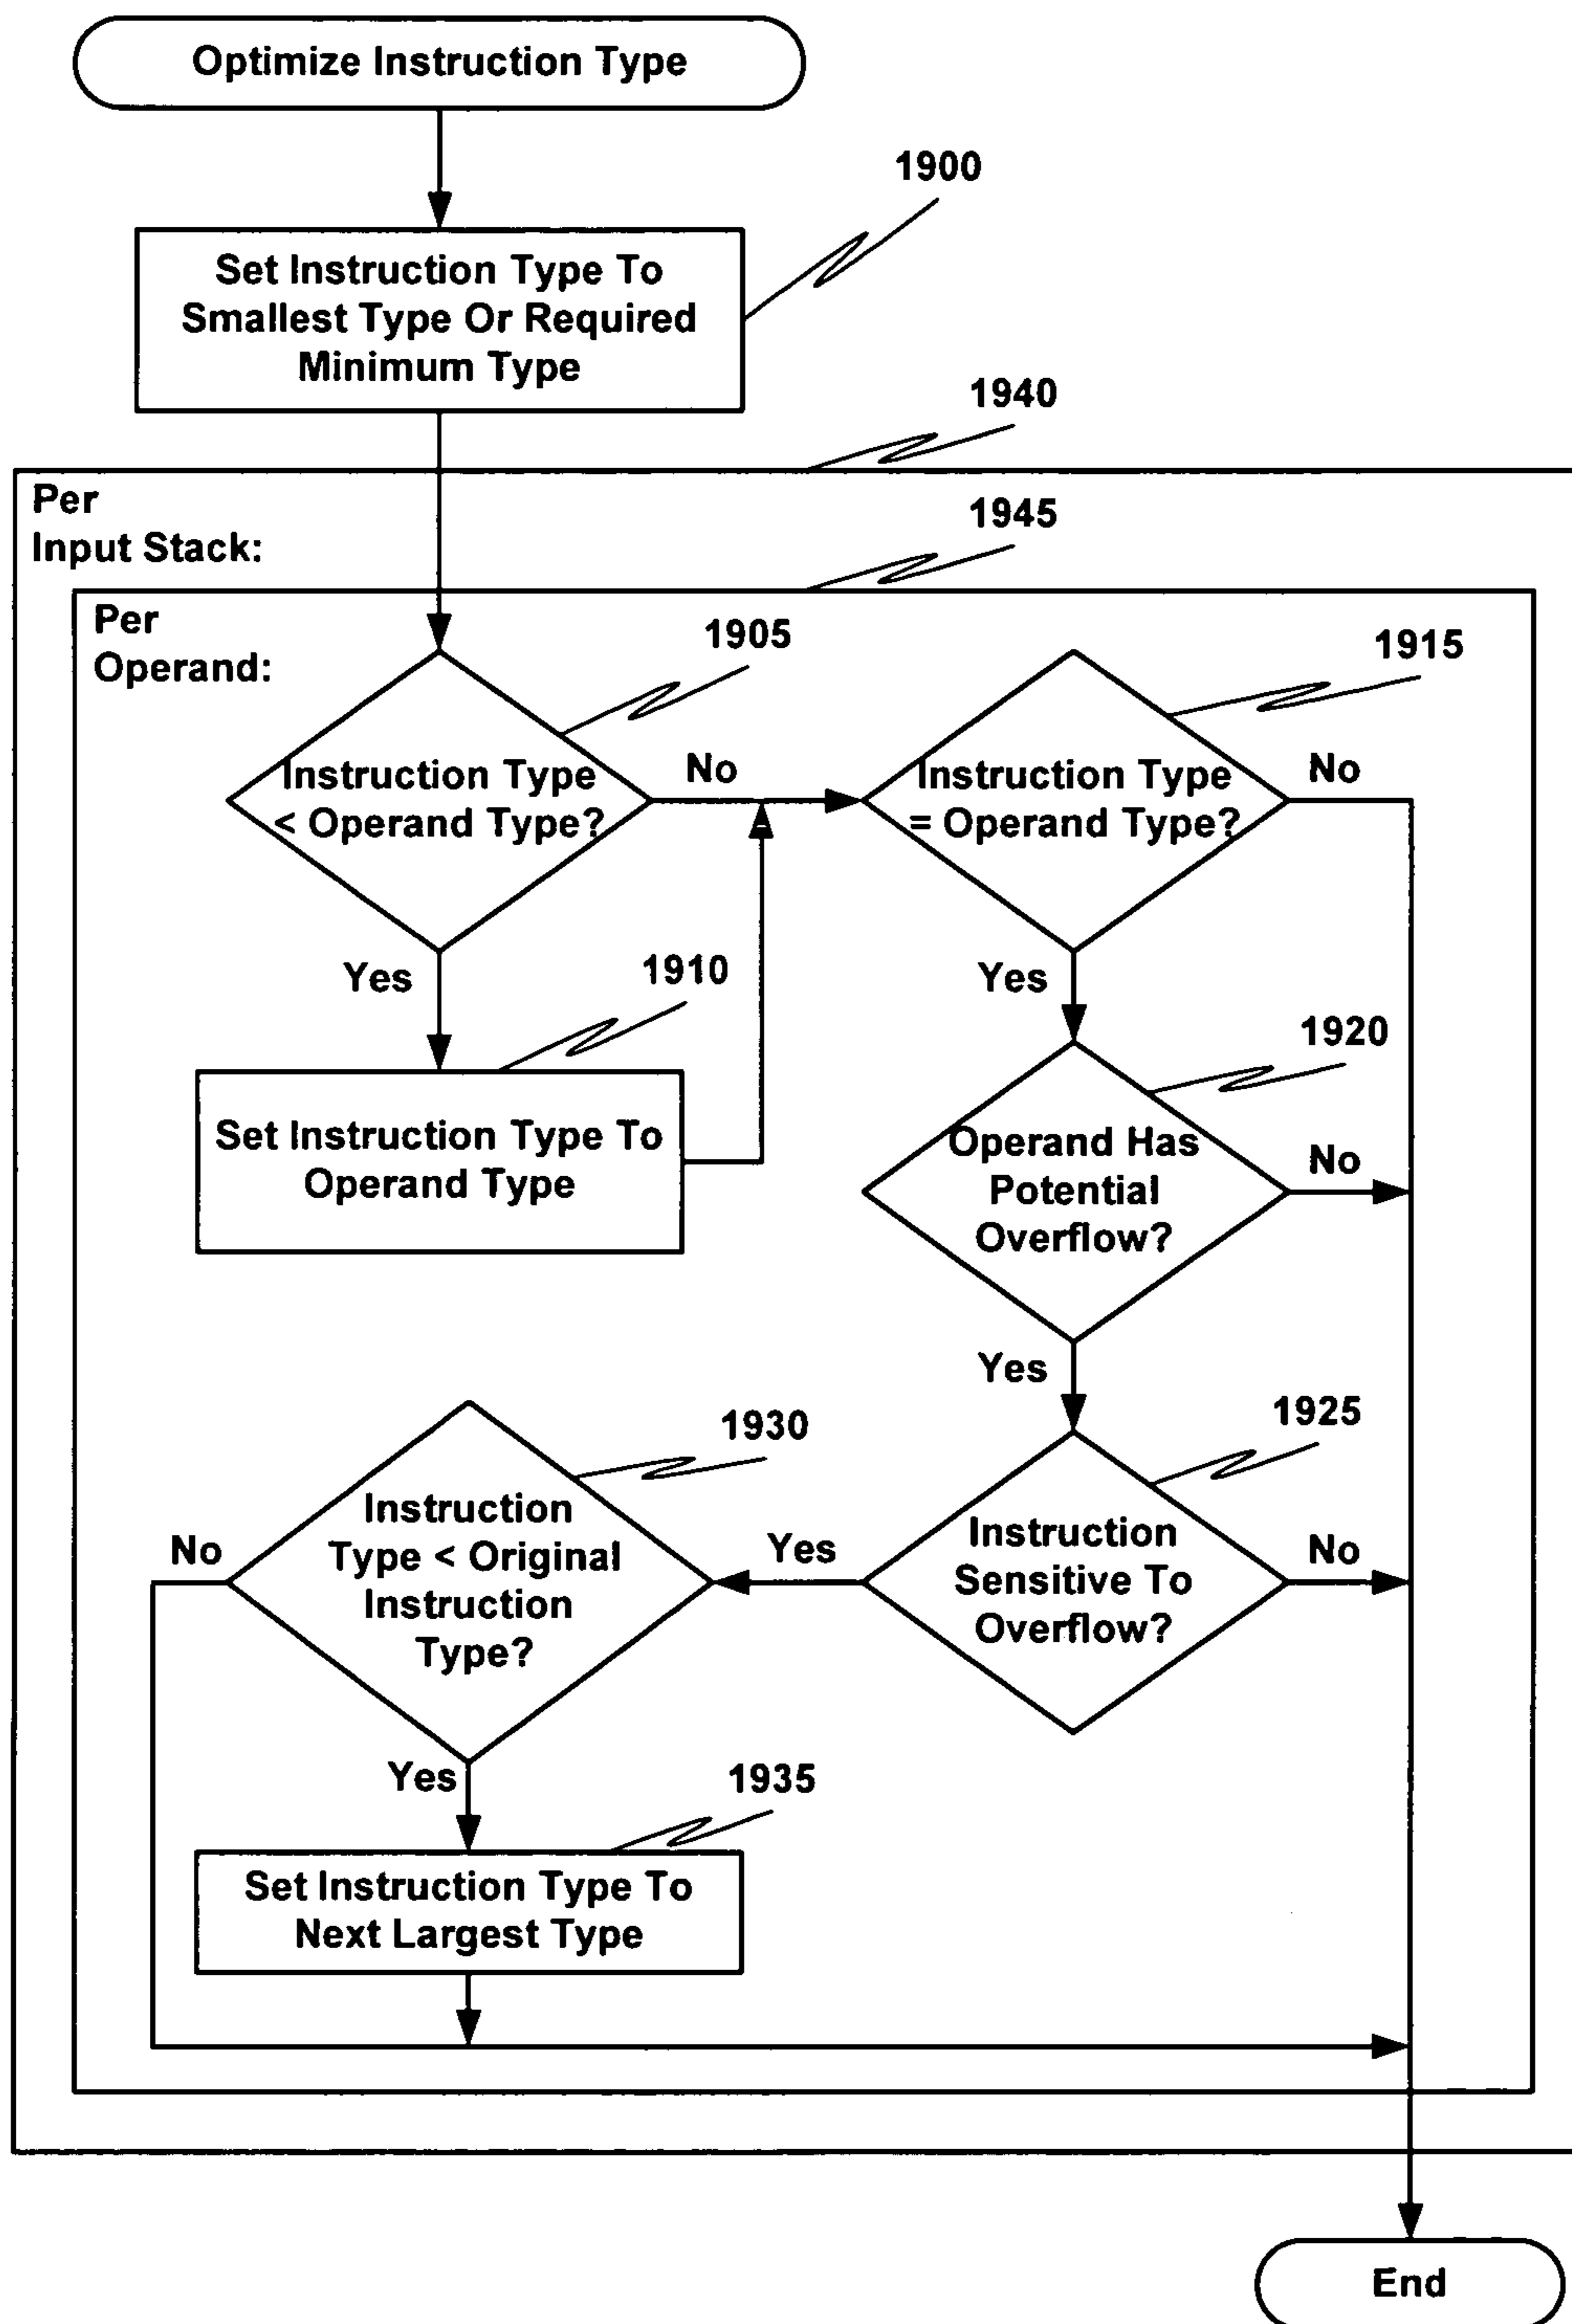 Optimize Instruction Type
1900
Set Instruction Type To
Smallest Type Or Required
Minimum Type
1940
Per
Input Stack:
1945
Per
Operand:
1905
Instruction Type
< Operand Type?
No
1915
Instruction Type
= Operand Type?
No
Yes
1910
Set Instruction Type To
Operand Type
Yes
1920
Operand Has
Potential
Overflow?
No
Yes
1925
Instruction
Sensitive To
Overflow?
No
Yes
1930
Instruction
Type < Original
Instruction
Type?
No
Yes
1935
Set Instruction Type To
Next Largest Type
End